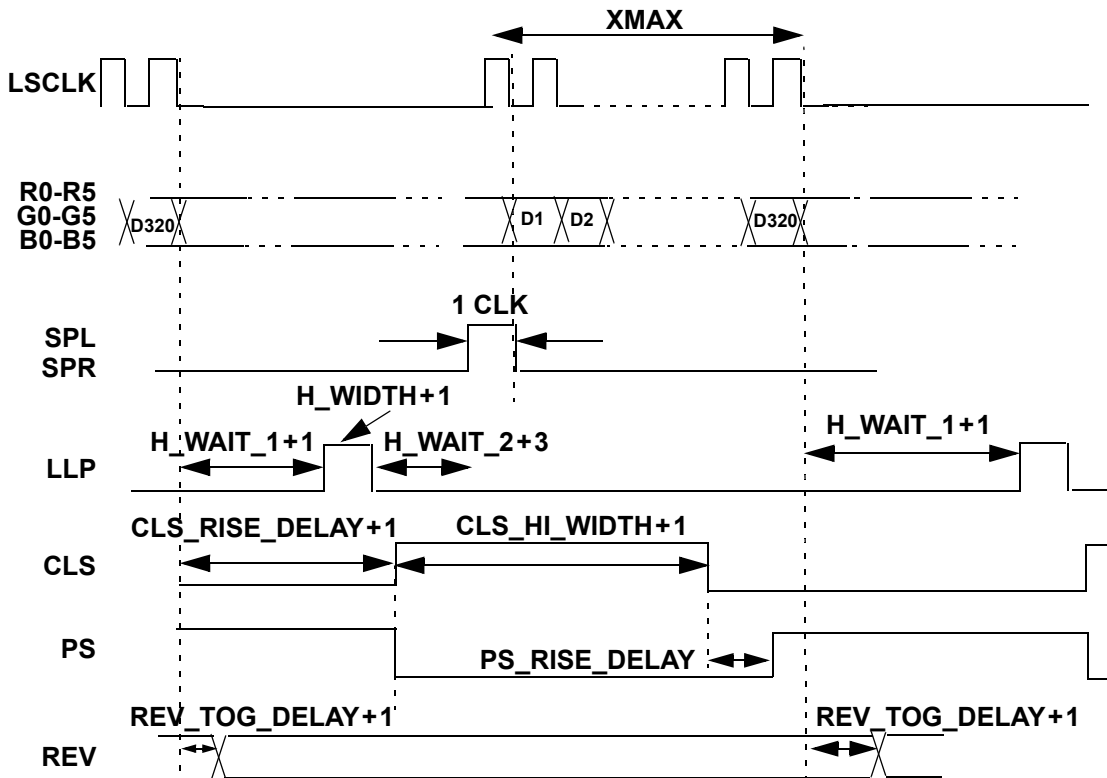 XMAX
LSCLK
R0-R5
G0-G5
B0-B5
D320
D1
D2
D320
1 CLK
SPL
SPR
H_WIDTH+1
H_WAIT_1+1
H_WAIT_2+3
H_WAIT_1+1
LLP
CLS_RISE_DELAY+1
CLS_HI_WIDTH+1
CLS
PS
PS_RISE_DELAY
REV_TOG_DELAY+1
REV_TOG_DELAY+1
REV